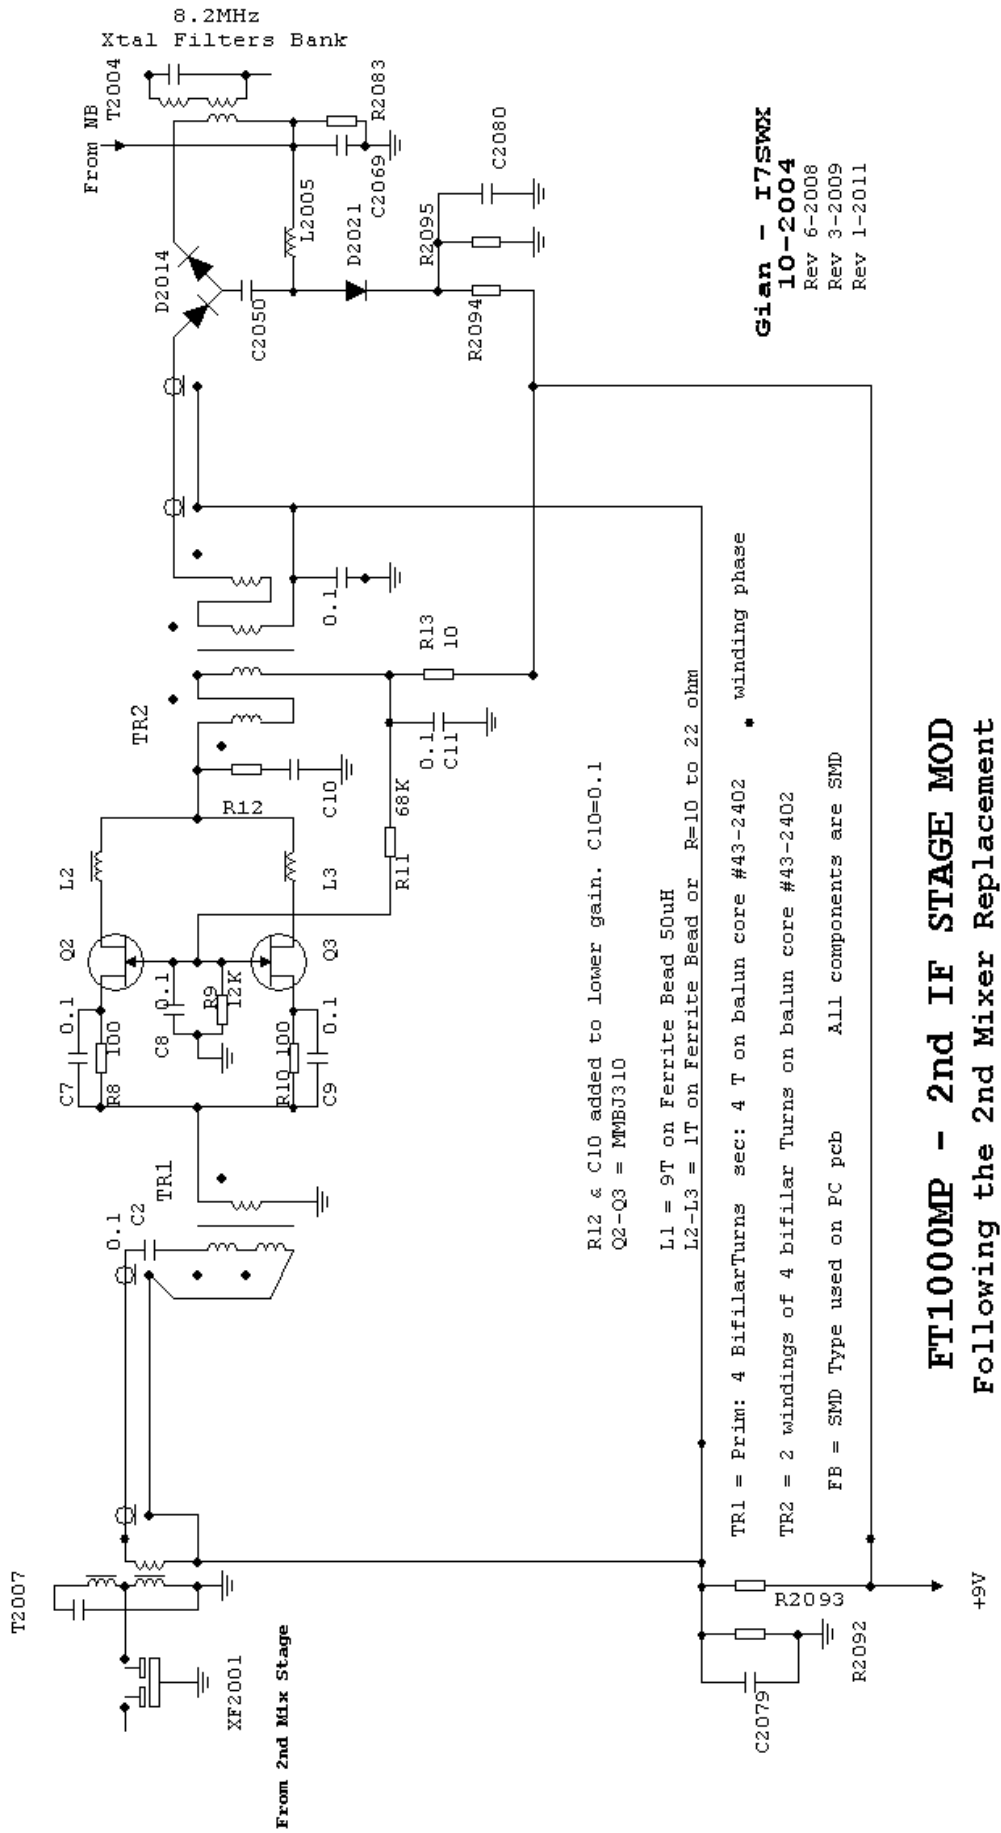 8.2MHz
Xtal Filters Bank
T2004
From NB
R2083
C2069
L2005
C2080
D2014
D2021
R2095
C2050
R2094
Gian - I7SWX
10-2004
Rev 6-2008
Rev 3-2009
Rev 1-2011
0.1
R13
10
TR2
0.1
C11
R12
C10
68K
R11
L2
L3
Q2
Q3
0.1
C7
100
R8
0.1
C8
R9
12K
100
R10
0.1
C9
TR1
0.1
C2
R12 & C10 added to lower gain. C10=0.1
Q2-Q3 = MMBJ310
L1 = 9T on Ferrite Bead 50uH
L2-L3 = 1T on Ferrite Bead or R=10 to 22 ohm
TR1 = Prim: 4 BifilarTurns sec: 4 T on balun core #43-2402 • winding phase
TR2 = 2 windings of 4 bifilar Turns on balun core #43-2402
FB = SMD Type used on PC pcb All components are SMD
T2007
XF2001
From 2nd Mix Stage
R2093
+9V
R2092
C2079
FT1000MP - 2nd IF STAGE MOD
Following the 2nd Mixer Replacement